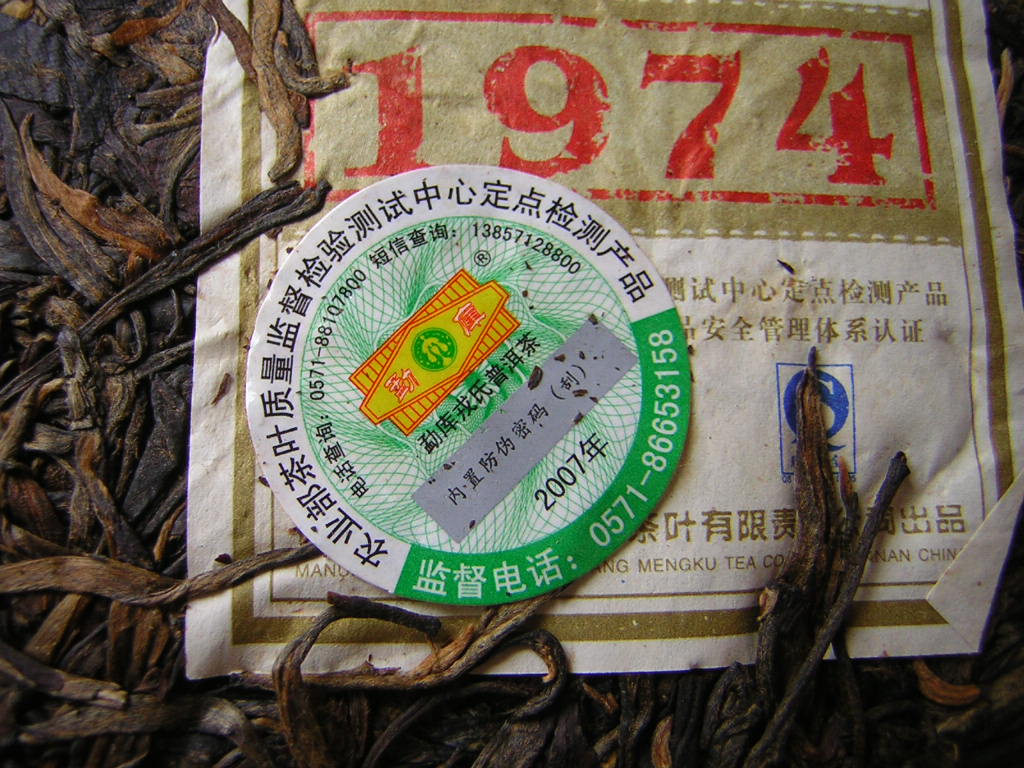 1974
农业部茶叶质量监督检验测试中心定点检测产品
电话查询：0571-88107800 短信查询：13857128800
®
勐库
勐库戎氏普洱茶
内置防伪密码（刮）
2007年
监督电话：0571-86653158
测试中心定点检测产品
品安全管理体系认证
茶叶有限责 出品
MENGKU TEA CO